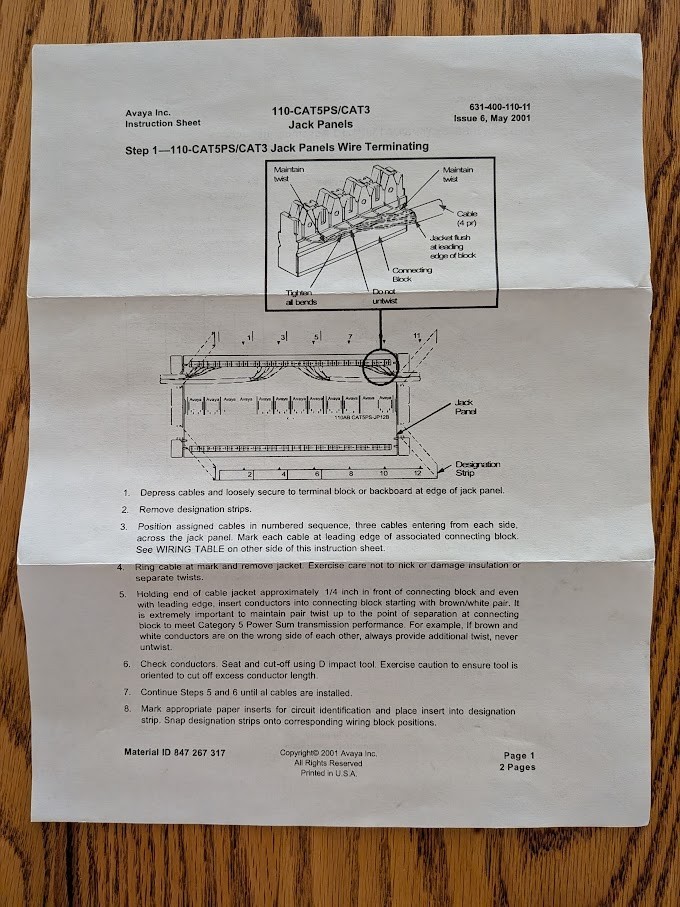 Avaya Inc.
Instruction Sheet
110-CAT5PS/CAT3
Jack Panels
631-400-110-11
Issue 6, May 2001
Step 1—110-CAT5PS/CAT3 Jack Panels Wire Terminating
Maintain
twist
Maintain
twist
Cable
(4 pr)
Jacket flush
at leading
edge of block
Connecting
Block
Tighten
all bends
Do not
untwist
1 3 5 7 11
Avaya Avaya Avaya Avaya Avaya Avaya Avaya Avaya Avaya Avaya
110AB CAT5PS-JP12B
Jack
Panel
Designation
Strip
2 4 6 8 10 12
1. Depress cables and loosely secure to terminal block or backboard at edge of jack panel.
2. Remove designation strips.
3. Position assigned cables in numbered sequence, three cables entering from each side,
across the jack panel. Mark each cable at leading edge of associated connecting block.
See WIRING TABLE on other side of this instruction sheet.
4. Ring cable at mark and remove jacket. Exercise care not to nick or damage insulation or
separate twists.
5. Holding end of cable jacket approximately 1/4 inch in front of connecting block and even
with leading edge, insert conductors into connecting block starting with brown/white pair. It
is extremely important to maintain pair twist up to the point of separation at connecting
block to meet Category 5 Power Sum transmission performance. For example, if brown and
white conductors are on the wrong side of each other, always provide additional twist, never
untwist.
6. Check conductors. Seat and cut-off using D impact tool. Exercise caution to ensure tool is
oriented to cut off excess conductor length.
7. Continue Steps 5 and 6 until al cables are installed.
8. Mark appropriate paper inserts for circuit identification and place insert into designation
strip. Snap designation strips onto corresponding wiring block positions.
Material ID 847 267 317
Copyright© 2001 Avaya Inc.
All Rights Reserved
Printed in U.S.A.
Page 1
2 Pages